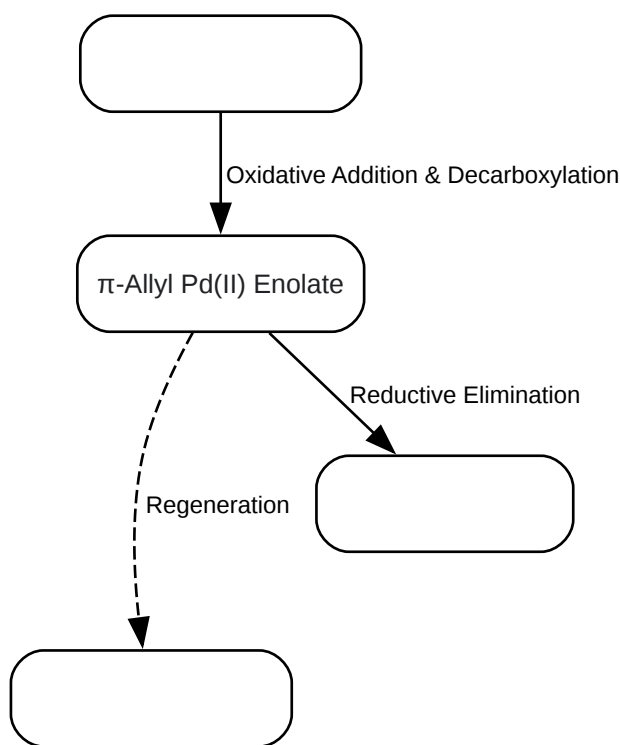 Oxidative Addition & Decarboxylation
π-Allyl Pd(II) Enolate
Reductive Elimination
Regeneration